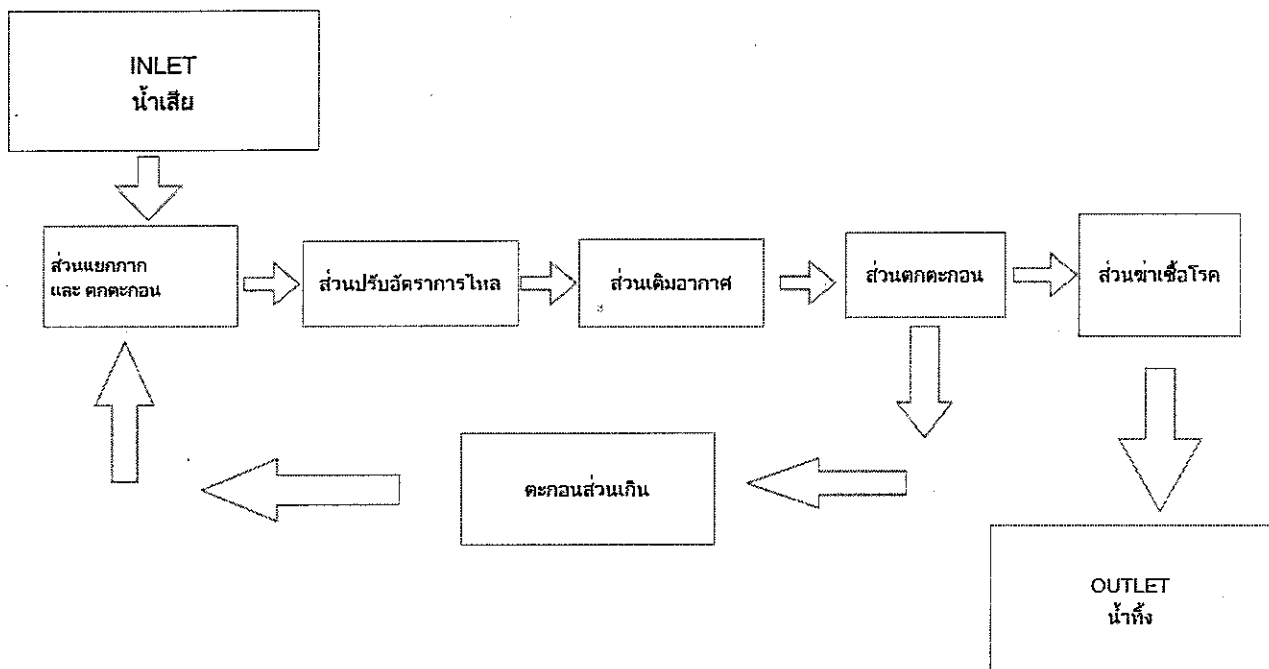 INLET
น้ำเสีย
ส่วนแยกกาก
และ ตกตะกอน
ส่วนปรับอัตราการไหล
ส่วนเติมอากาศ
ส่วนตกตะกอน
ส่วนฆ่าเชื้อโรค
ตะกอนส่วนเกิน
OUTLET
น้ำทิ้ง